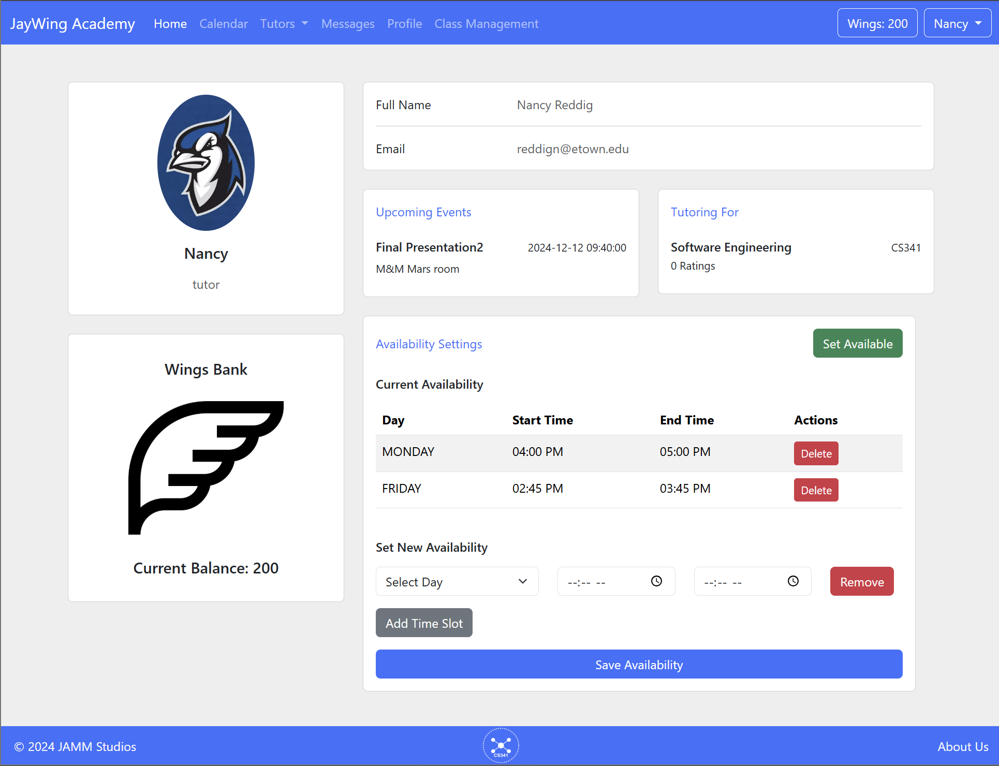 JayWing Academy Home Calendar Tutors Messages Profile Class Management Wings: 200 Nancy
Nancy
tutor
Wings Bank
Current Balance: 200
Full Name Nancy Reddig
Email reddign@etown.edu
Upcoming Events
Final Presentation2 2024-12-12 09:40:00
M&M Mars room
Tutoring For
Software Engineering CS341
0 Ratings
Availability Settings Set Available
Current Availability
Day Start Time End Time Actions
MONDAY 04:00 PM 05:00 PM Delete
FRIDAY 02:45 PM 03:45 PM Delete
Set New Availability
Select Day --:-- -- --:-- -- Remove
Add Time Slot
Save Availability
© 2024 JAMM Studios CS341 About Us